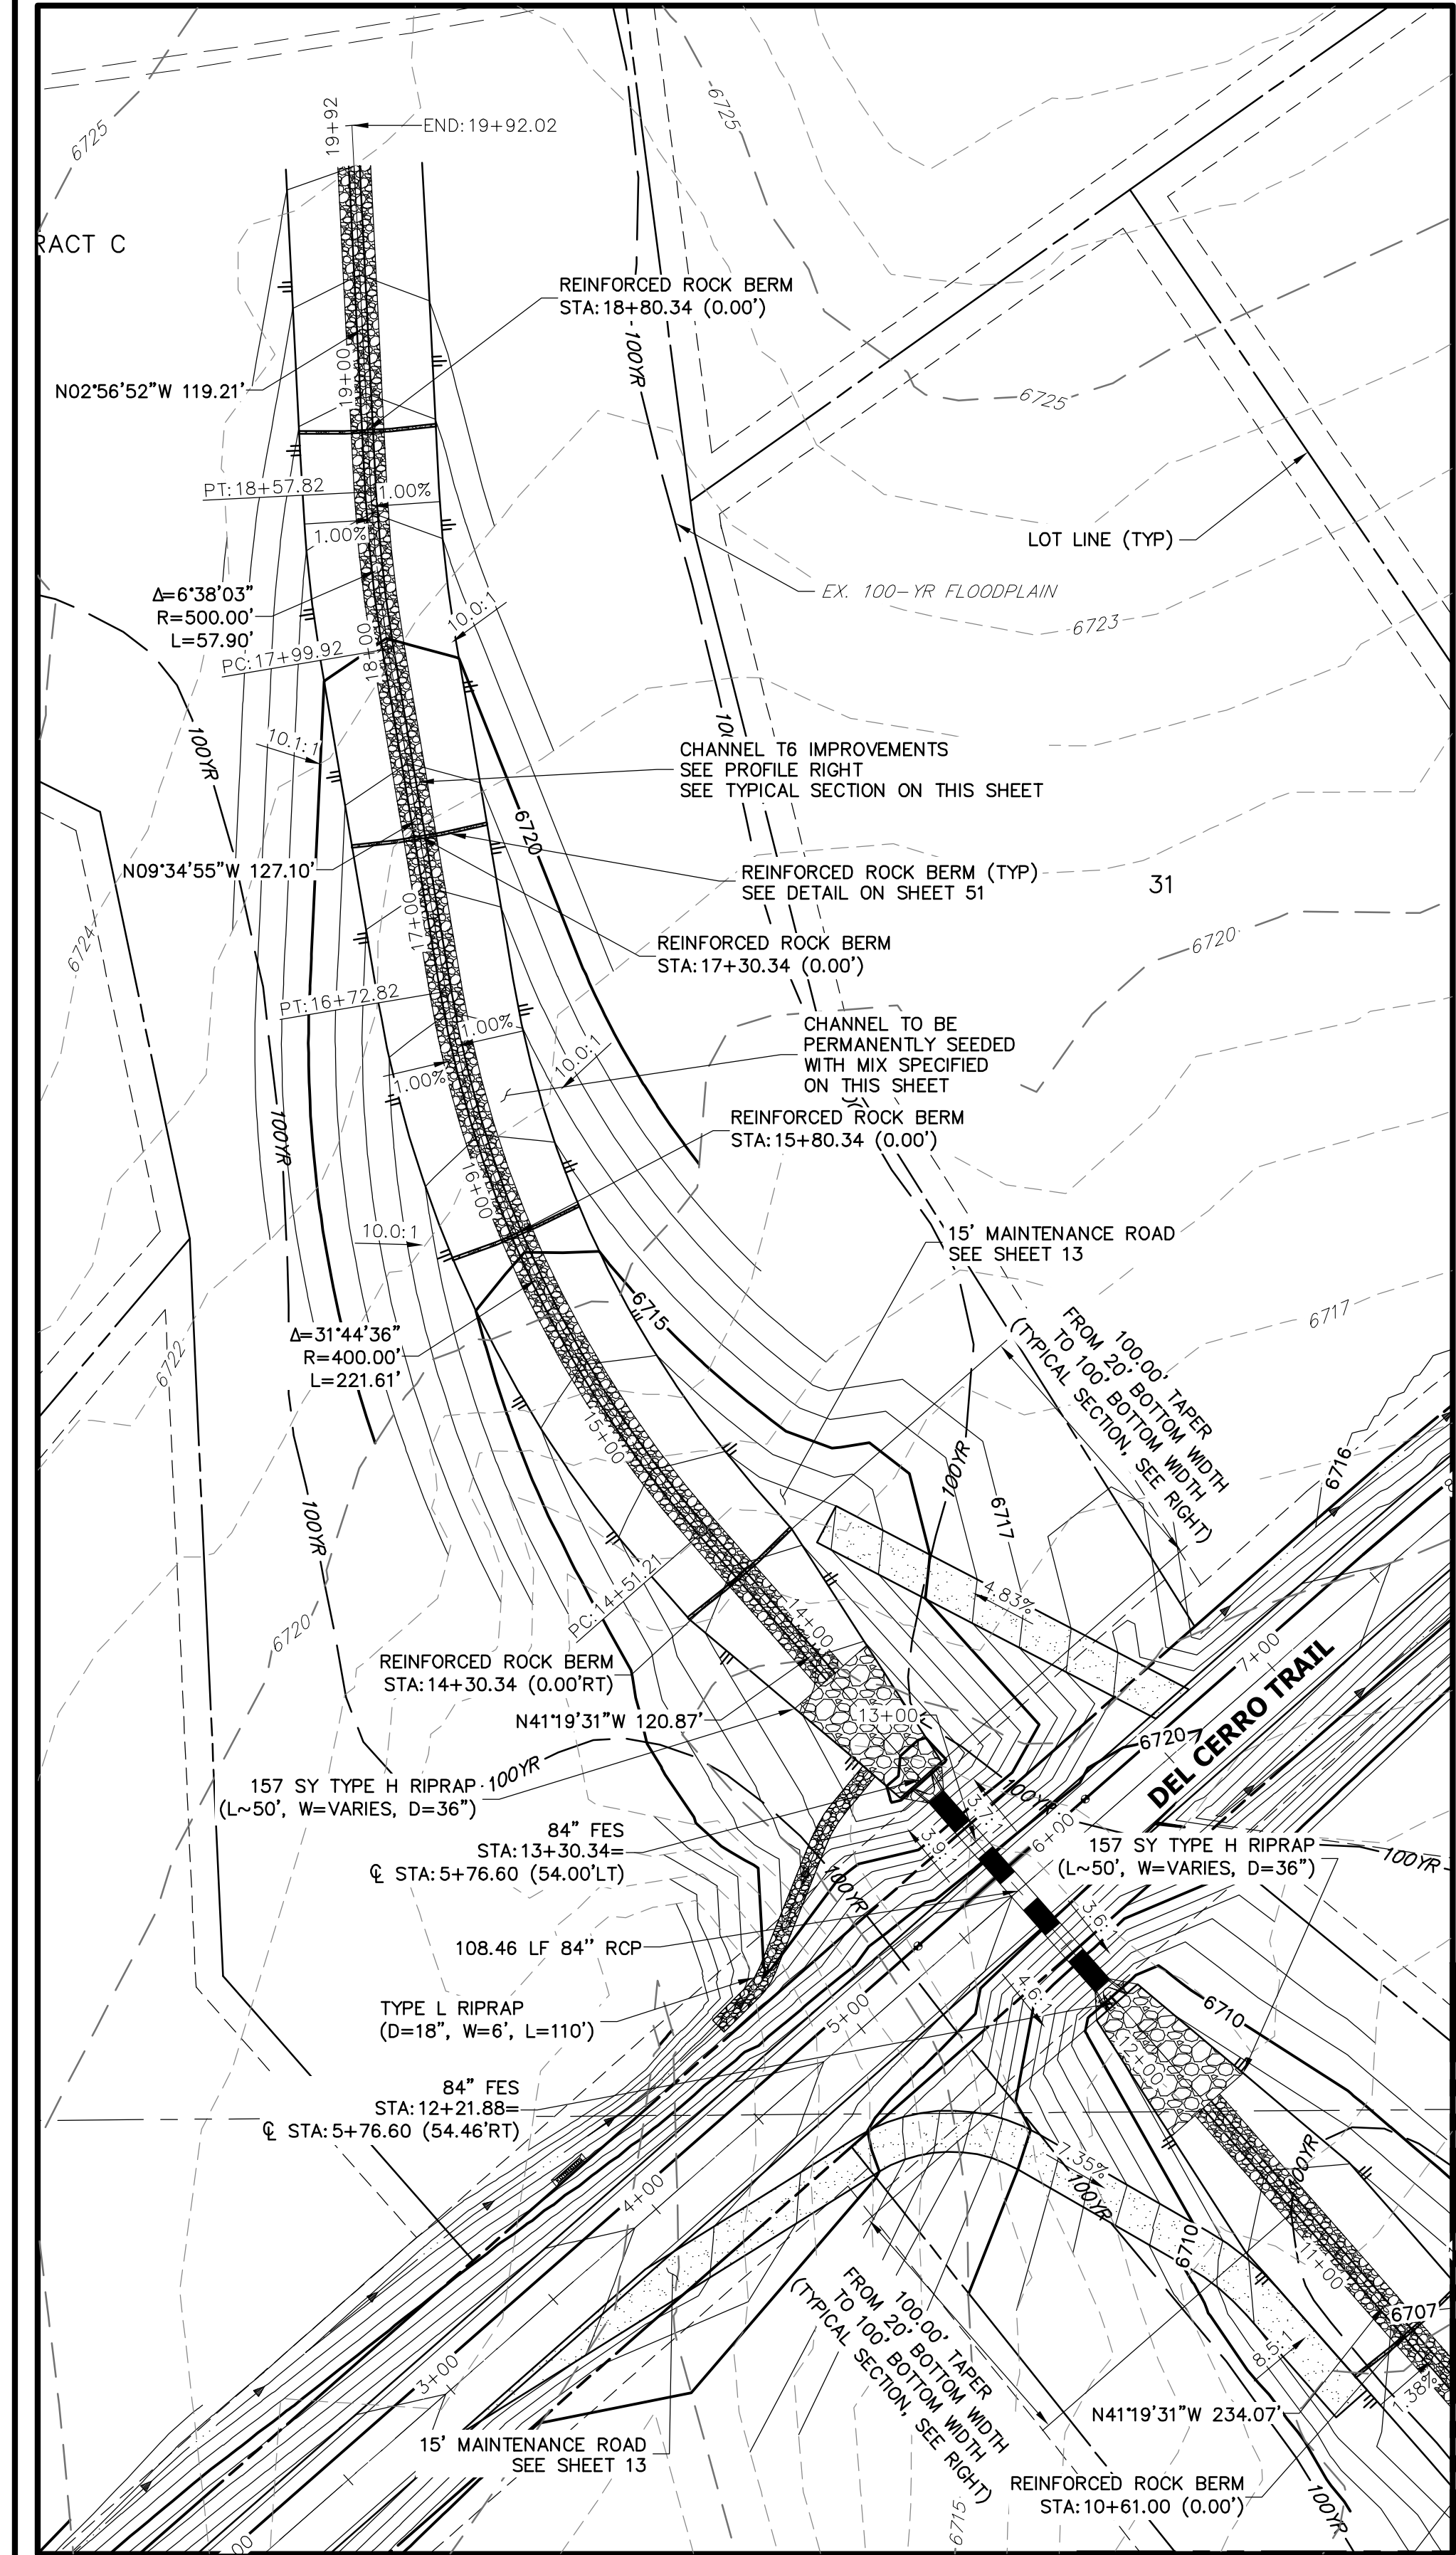 19+92
END: 19+92.02
6725
6725
RACT C
REINFORCED ROCK BERM
STA: 18+80.34 (0.00')
100YR
19+00
N02°56'52"W 119.21'
6725
PT: 18+57.82
1.00%
1.00%
LOT LINE (TYP)
Δ=6°38'03"
R=500.00'
L=57.90'
10.0:1
EX. 100-YR FLOODPLAIN
6723
18+00
PC: 17+99.92
100YR
10.1:1
CHANNEL T6 IMPROVEMENTS
SEE PROFILE RIGHT
SEE TYPICAL SECTION ON THIS SHEET
6720
N09°34'55"W 127.10'
REINFORCED ROCK BERM (TYP)
SEE DETAIL ON SHEET 51
31
17+00
6724
REINFORCED ROCK BERM
STA: 17+30.34 (0.00')
6720
PT: 16+72.82
1.00%
1.00%
10.0:1
CHANNEL TO BE
PERMANENTLY SEEDED
WITH MIX SPECIFIED
ON THIS SHEET
100YR
REINFORCED ROCK BERM
STA: 15+80.34 (0.00')
16+00
10.0:1
15' MAINTENANCE ROAD
SEE SHEET 13
6715
6717
100.00' TAPER
FROM 20' BOTTOM WIDTH
TO 100' BOTTOM WIDTH
(TYPICAL SECTION, SEE RIGHT)
Δ=31°44'36"
R=400.00'
L=221.61'
6722
15+00
100YR
6716
6717
100YR
PC: 14+51.21
4.83%
14+00
6720
REINFORCED ROCK BERM
STA: 14+30.34 (0.00'RT)
7+00
DEL CERRO TRAIL
N41°19'31"W 120.87'
13+00
6720
157 SY TYPE H RIPRAP
(L~50', W=VARIES, D=36")
100YR
100YR
3.7:1
3.9:1
84" FES
STA: 13+30.34=
℄ STA: 5+76.60 (54.00'LT)
6+00
157 SY TYPE H RIPRAP
(L~50', W=VARIES, D=36")
100YR
100YR
3.6:1
108.46 LF 84" RCP
4.6:1
TYPE L RIPRAP
(D=18", W=6', L=110')
5+00
6710
12+00
84" FES
STA: 12+21.88=
℄ STA: 5+76.60 (54.46'RT)
7.35%
100YR
100YR
4+00
6710
11+00
100.00' TAPER
FROM 20' BOTTOM WIDTH
TO 100' BOTTOM WIDTH
(TYPICAL SECTION, SEE RIGHT)
6707
8.5:1
3+00
38%
N41°19'31"W 234.07'
15' MAINTENANCE ROAD
SEE SHEET 13
REINFORCED ROCK BERM
STA: 10+61.00 (0.00')
6715
100YR
00